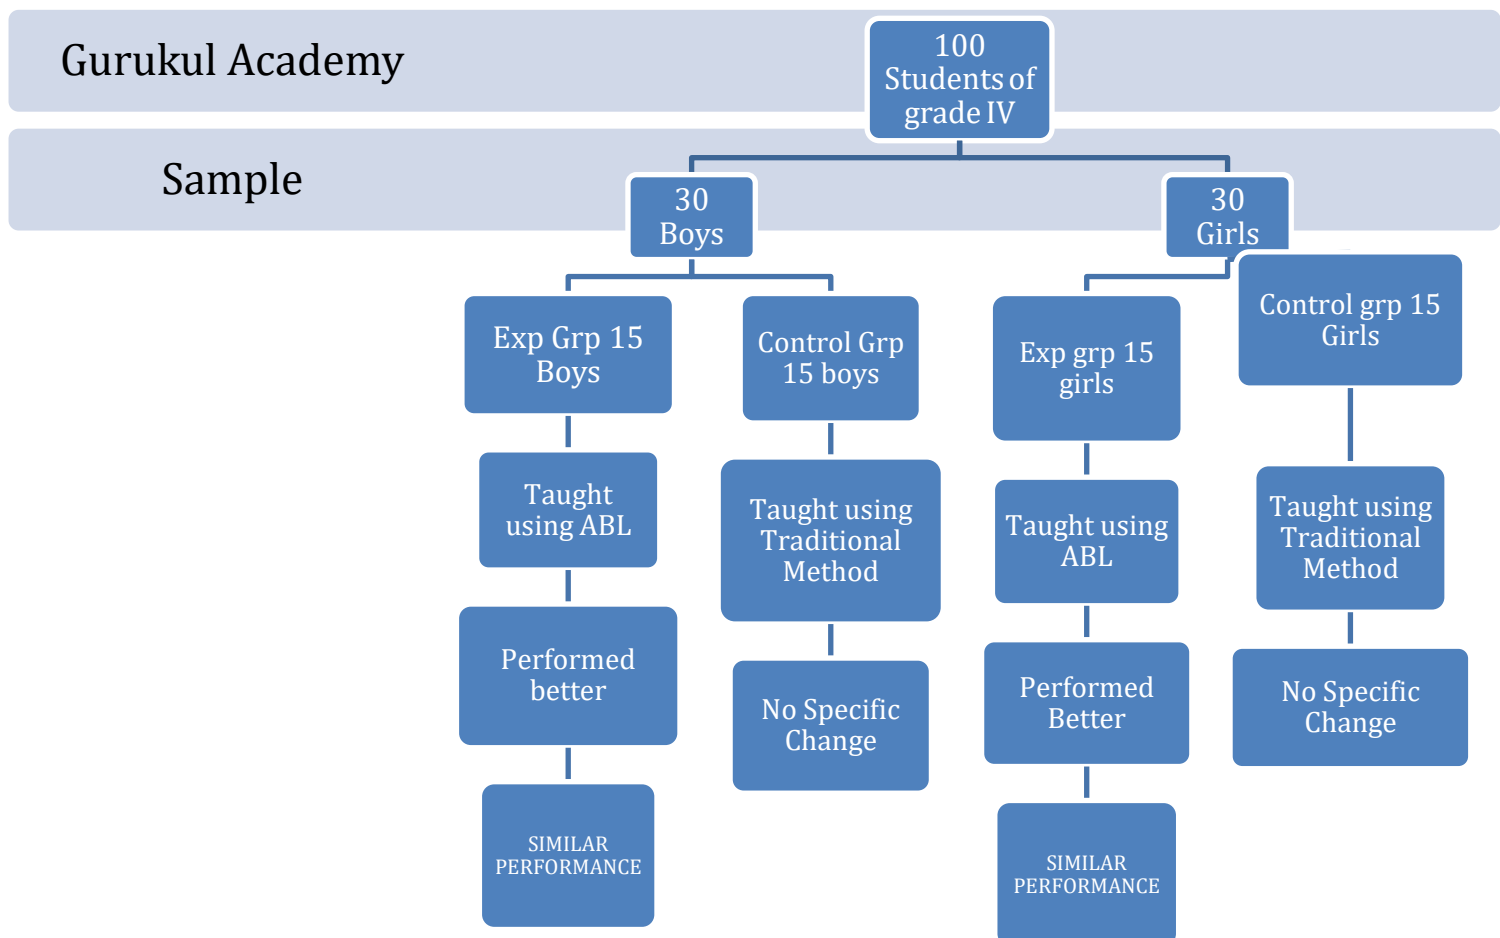 Gurukul Academy
100
Students of
grade IV
Sample
30
Boys
30
Girls
Exp Grp 15
Boys
Control Grp
15 boys
Exp grp 15
girls
Control grp 15
Girls
Taught
using ABL
Taught using
Traditional
Method
Taught using
ABL
Taught using
Traditional
Method
Performed
better
No Specific
Change
Performed
Better
No Specific
Change
SIMILAR
PERFORMANCE
SIMILAR
PERFORMANCE